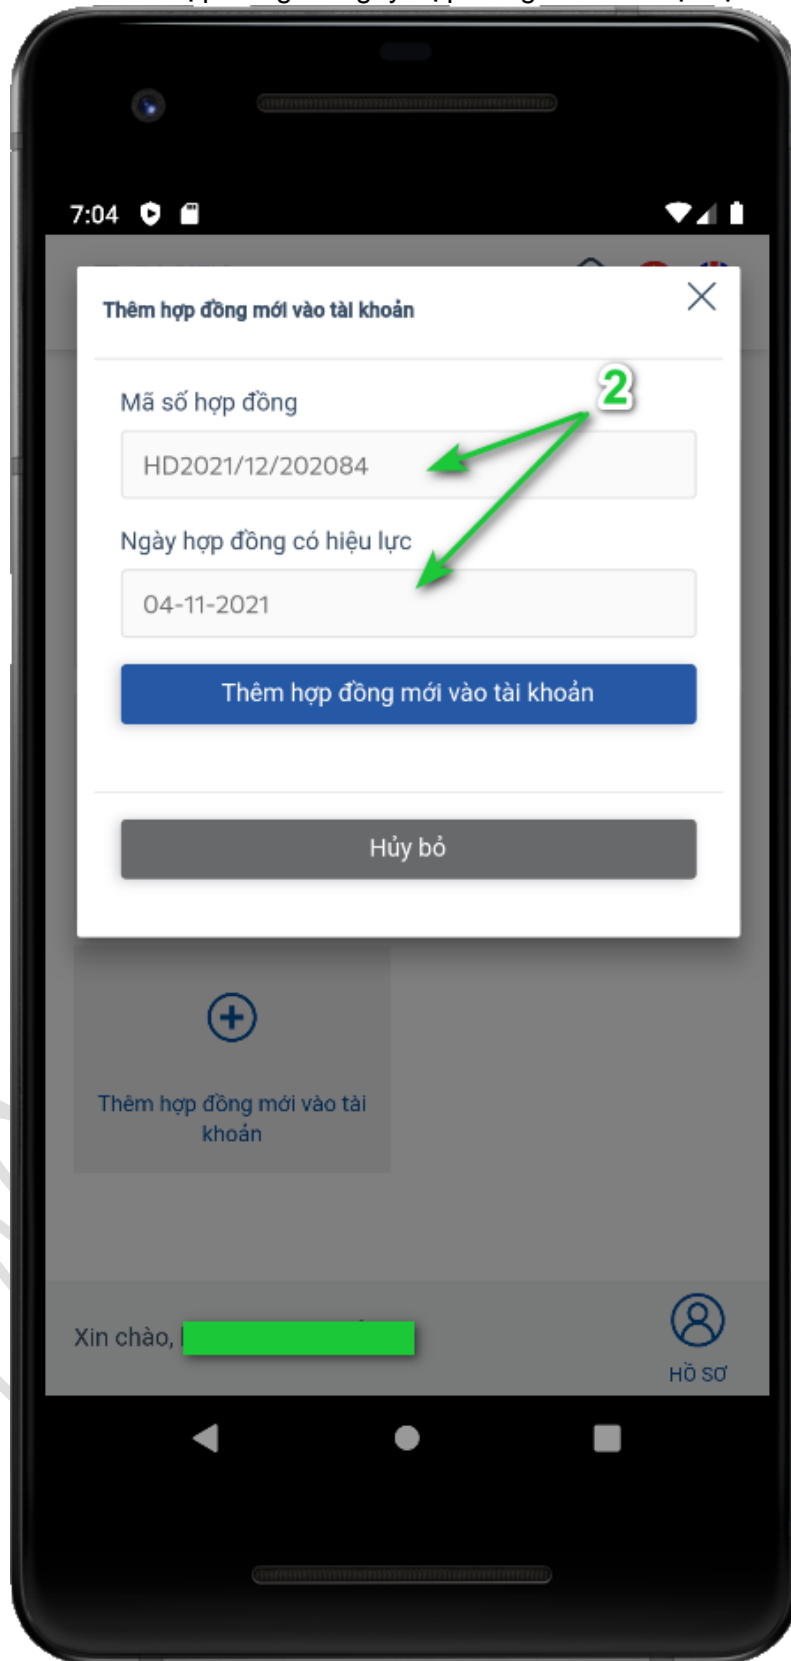 7:04
Thêm hợp đồng mới vào tài khoản
2
Mã số hợp đồng
HD2021/12/202084
Ngày hợp đồng có hiệu lực
04-11-2021
Thêm hợp đồng mới vào tài khoản
Hủy bỏ
Thêm hợp đồng mới vào tài
khoản
Xin chào,
HỒ SƠ